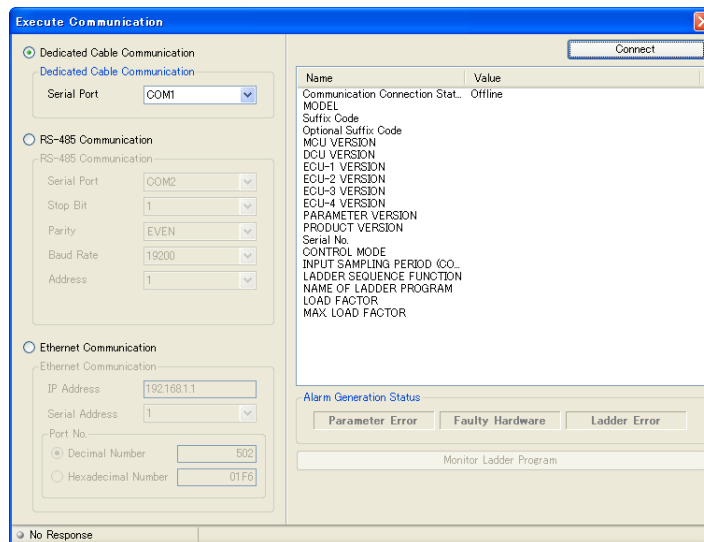 Execute Communication
Dedicated Cable Communication
Dedicated Cable Communication
Serial Port COM1
RS-485 Communication
RS-485 Communication
Serial Port COM2
Stop Bit 1
Parity EVEN
Baud Rate 19200
Address 1
Ethernet Communication
Ethernet Communication
IP Address 192.168.1.1
Serial Address 1
Port No.
Decimal Number 502
Hexadecimal Number 01F6
Connect
Name Value
Communication Connection Stat... Offline
MODEL
Suffix Code
Optional Suffix Code
MCU VERSION
DCU VERSION
ECU-1 VERSION
ECU-2 VERSION
ECU-3 VERSION
ECU-4 VERSION
PARAMETER VERSION
PRODUCT VERSION
Serial No.
CONTROL MODE
INPUT SAMPLING PERIOD (CO...
LADDER SEQUENCE FUNCTION
NAME OF LADDER PROGRAM
LOAD FACTOR
MAX. LOAD FACTOR
Alarm Generation Status
Parameter Error Faulty Hardware Ladder Error
Monitor Ladder Program
No Response